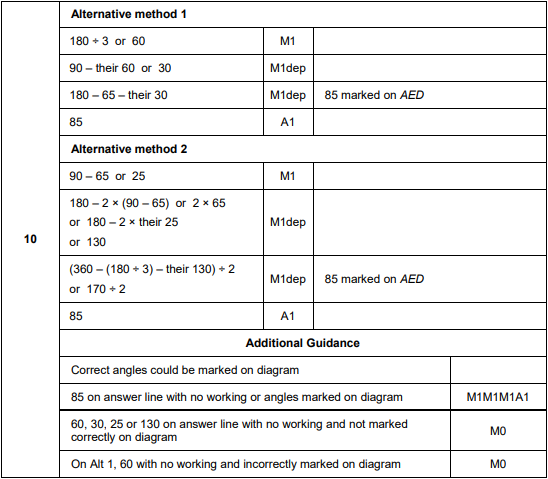 Alternative method 1
180 ÷ 3 or 60 M1
90 – their 60 or 30 M1dep
180 – 65 – their 30 M1dep 85 marked on AED
85 A1
Alternative method 2
90 – 65 or 25 M1
180 – 2 × (90 – 65) or 2 × 65
or 180 – 2 × their 25 M1dep
or 130
10
(360 – (180 ÷ 3) – their 130) ÷ 2 M1dep 85 marked on AED
or 170 ÷ 2
85 A1
Additional Guidance
Correct angles could be marked on diagram
85 on answer line with no working or angles marked on diagram M1M1M1A1
60, 30, 25 or 130 on answer line with no working and not marked M0
correctly on diagram
On Alt 1, 60 with no working and incorrectly marked on diagram M0